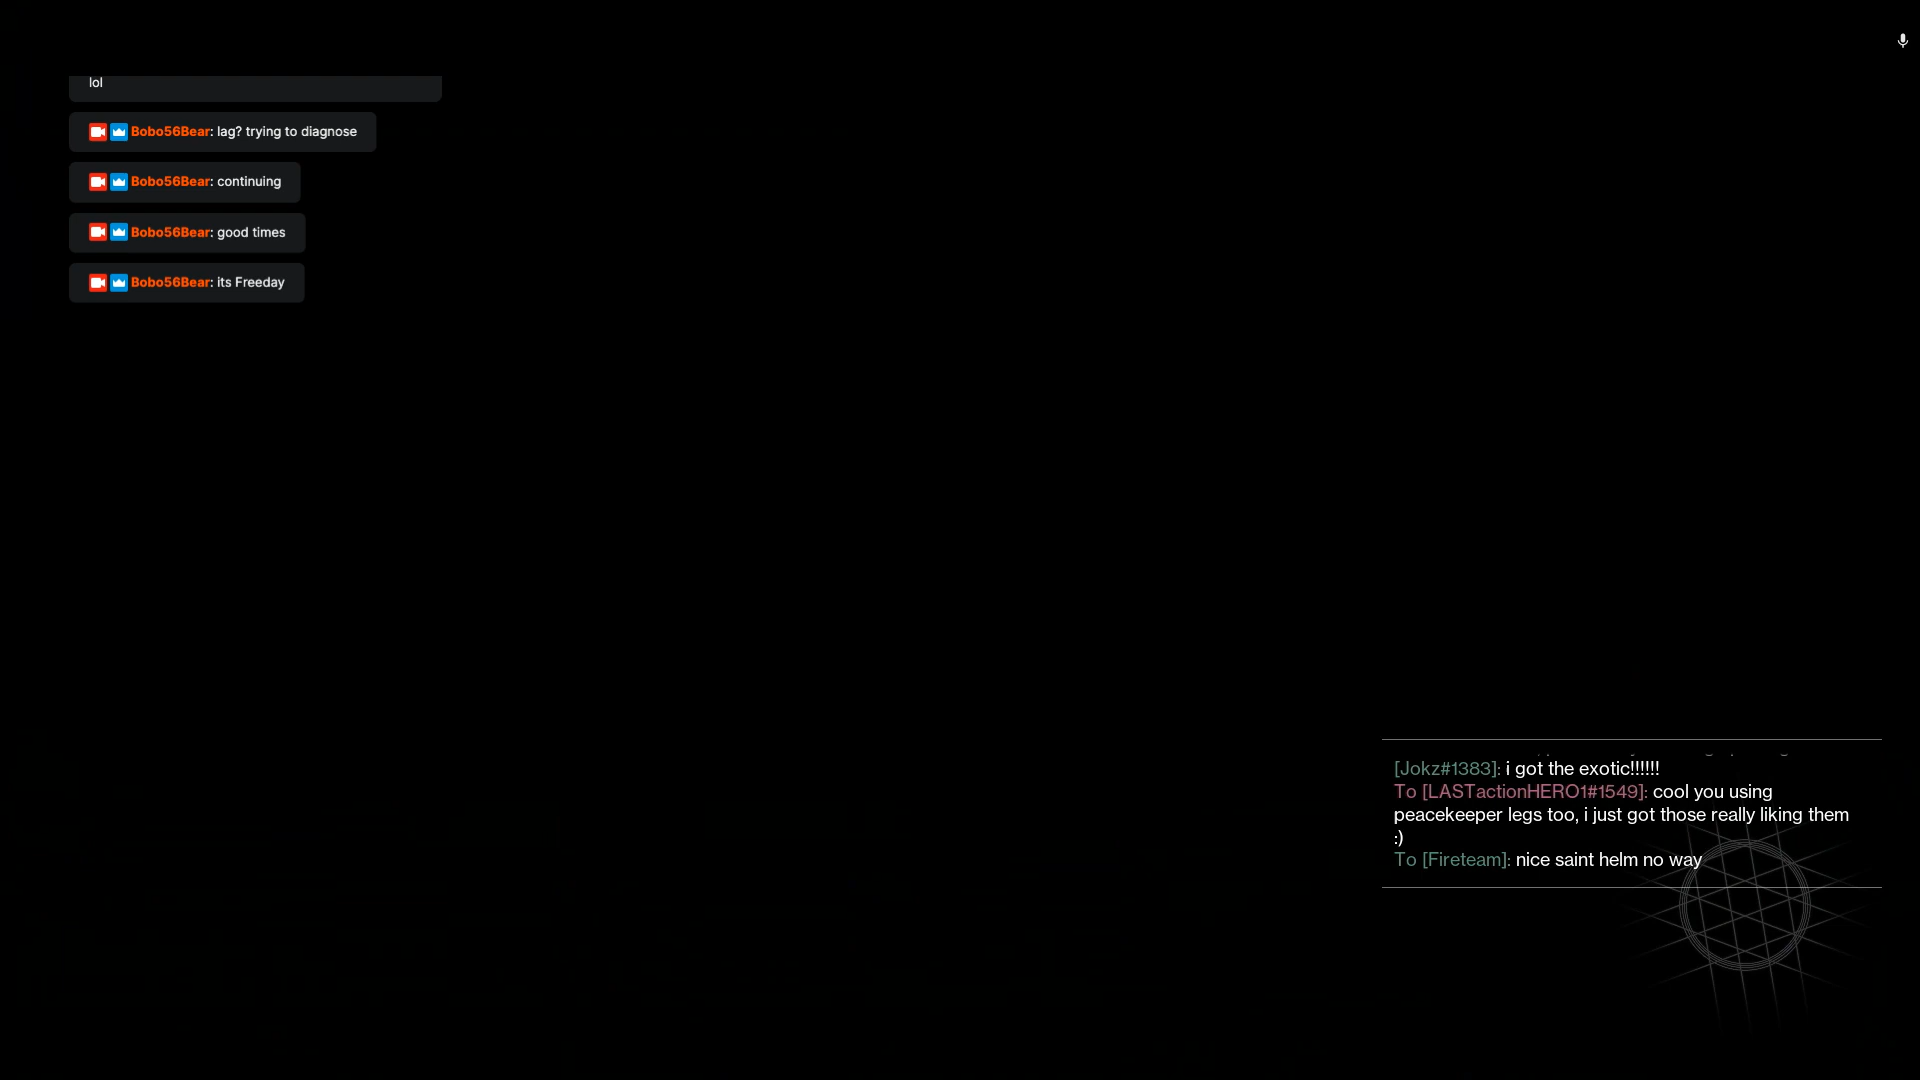 lol
Bobo56Bear: lag? trying to diagnose
Bobo56Bear: continuing
Bobo56Bear: good times
Bobo56Bear: its Freeday
[Jokz#1383]: i got the exotic!!!!!!
To [LASTactionHERO1#1549]: cool you using
peacekeeper legs too, i just got those really liking them
:)
To [Fireteam]: nice saint helm no way